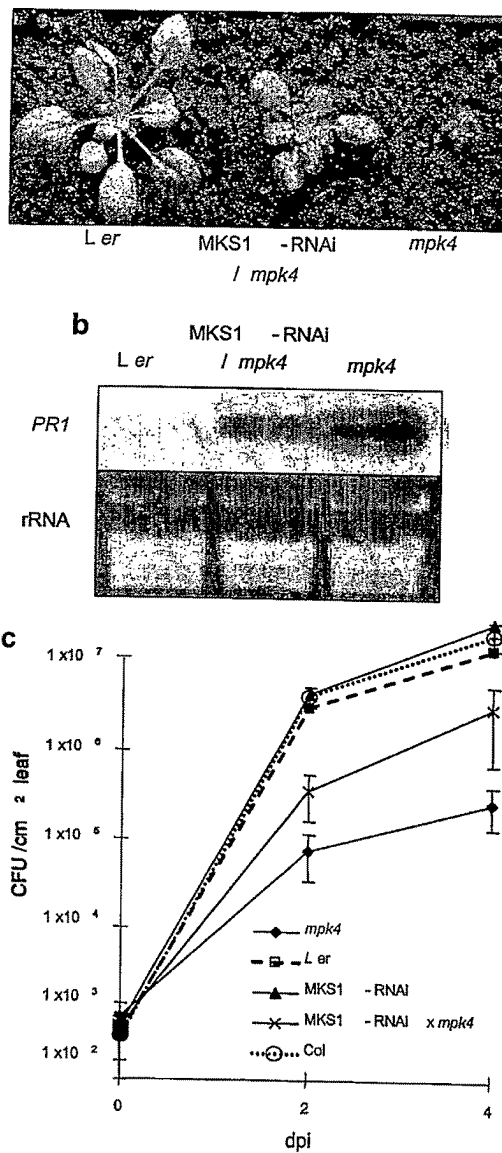 L er MKS1 -RNAi mpk4
/ mpk4
b
MKS1 -RNAi
L er / mpk4 mpk4
PR1
rRNA
c
1 x10 7
1 x10 6
1 x10 5
1 x10 4
1 x10 3
1 x10 2
CFU /cm 2 leaf
mpk4
L er
MKS1 -RNAi
MKS1 -RNAi x mpk4
Col
0 2 4
dpi